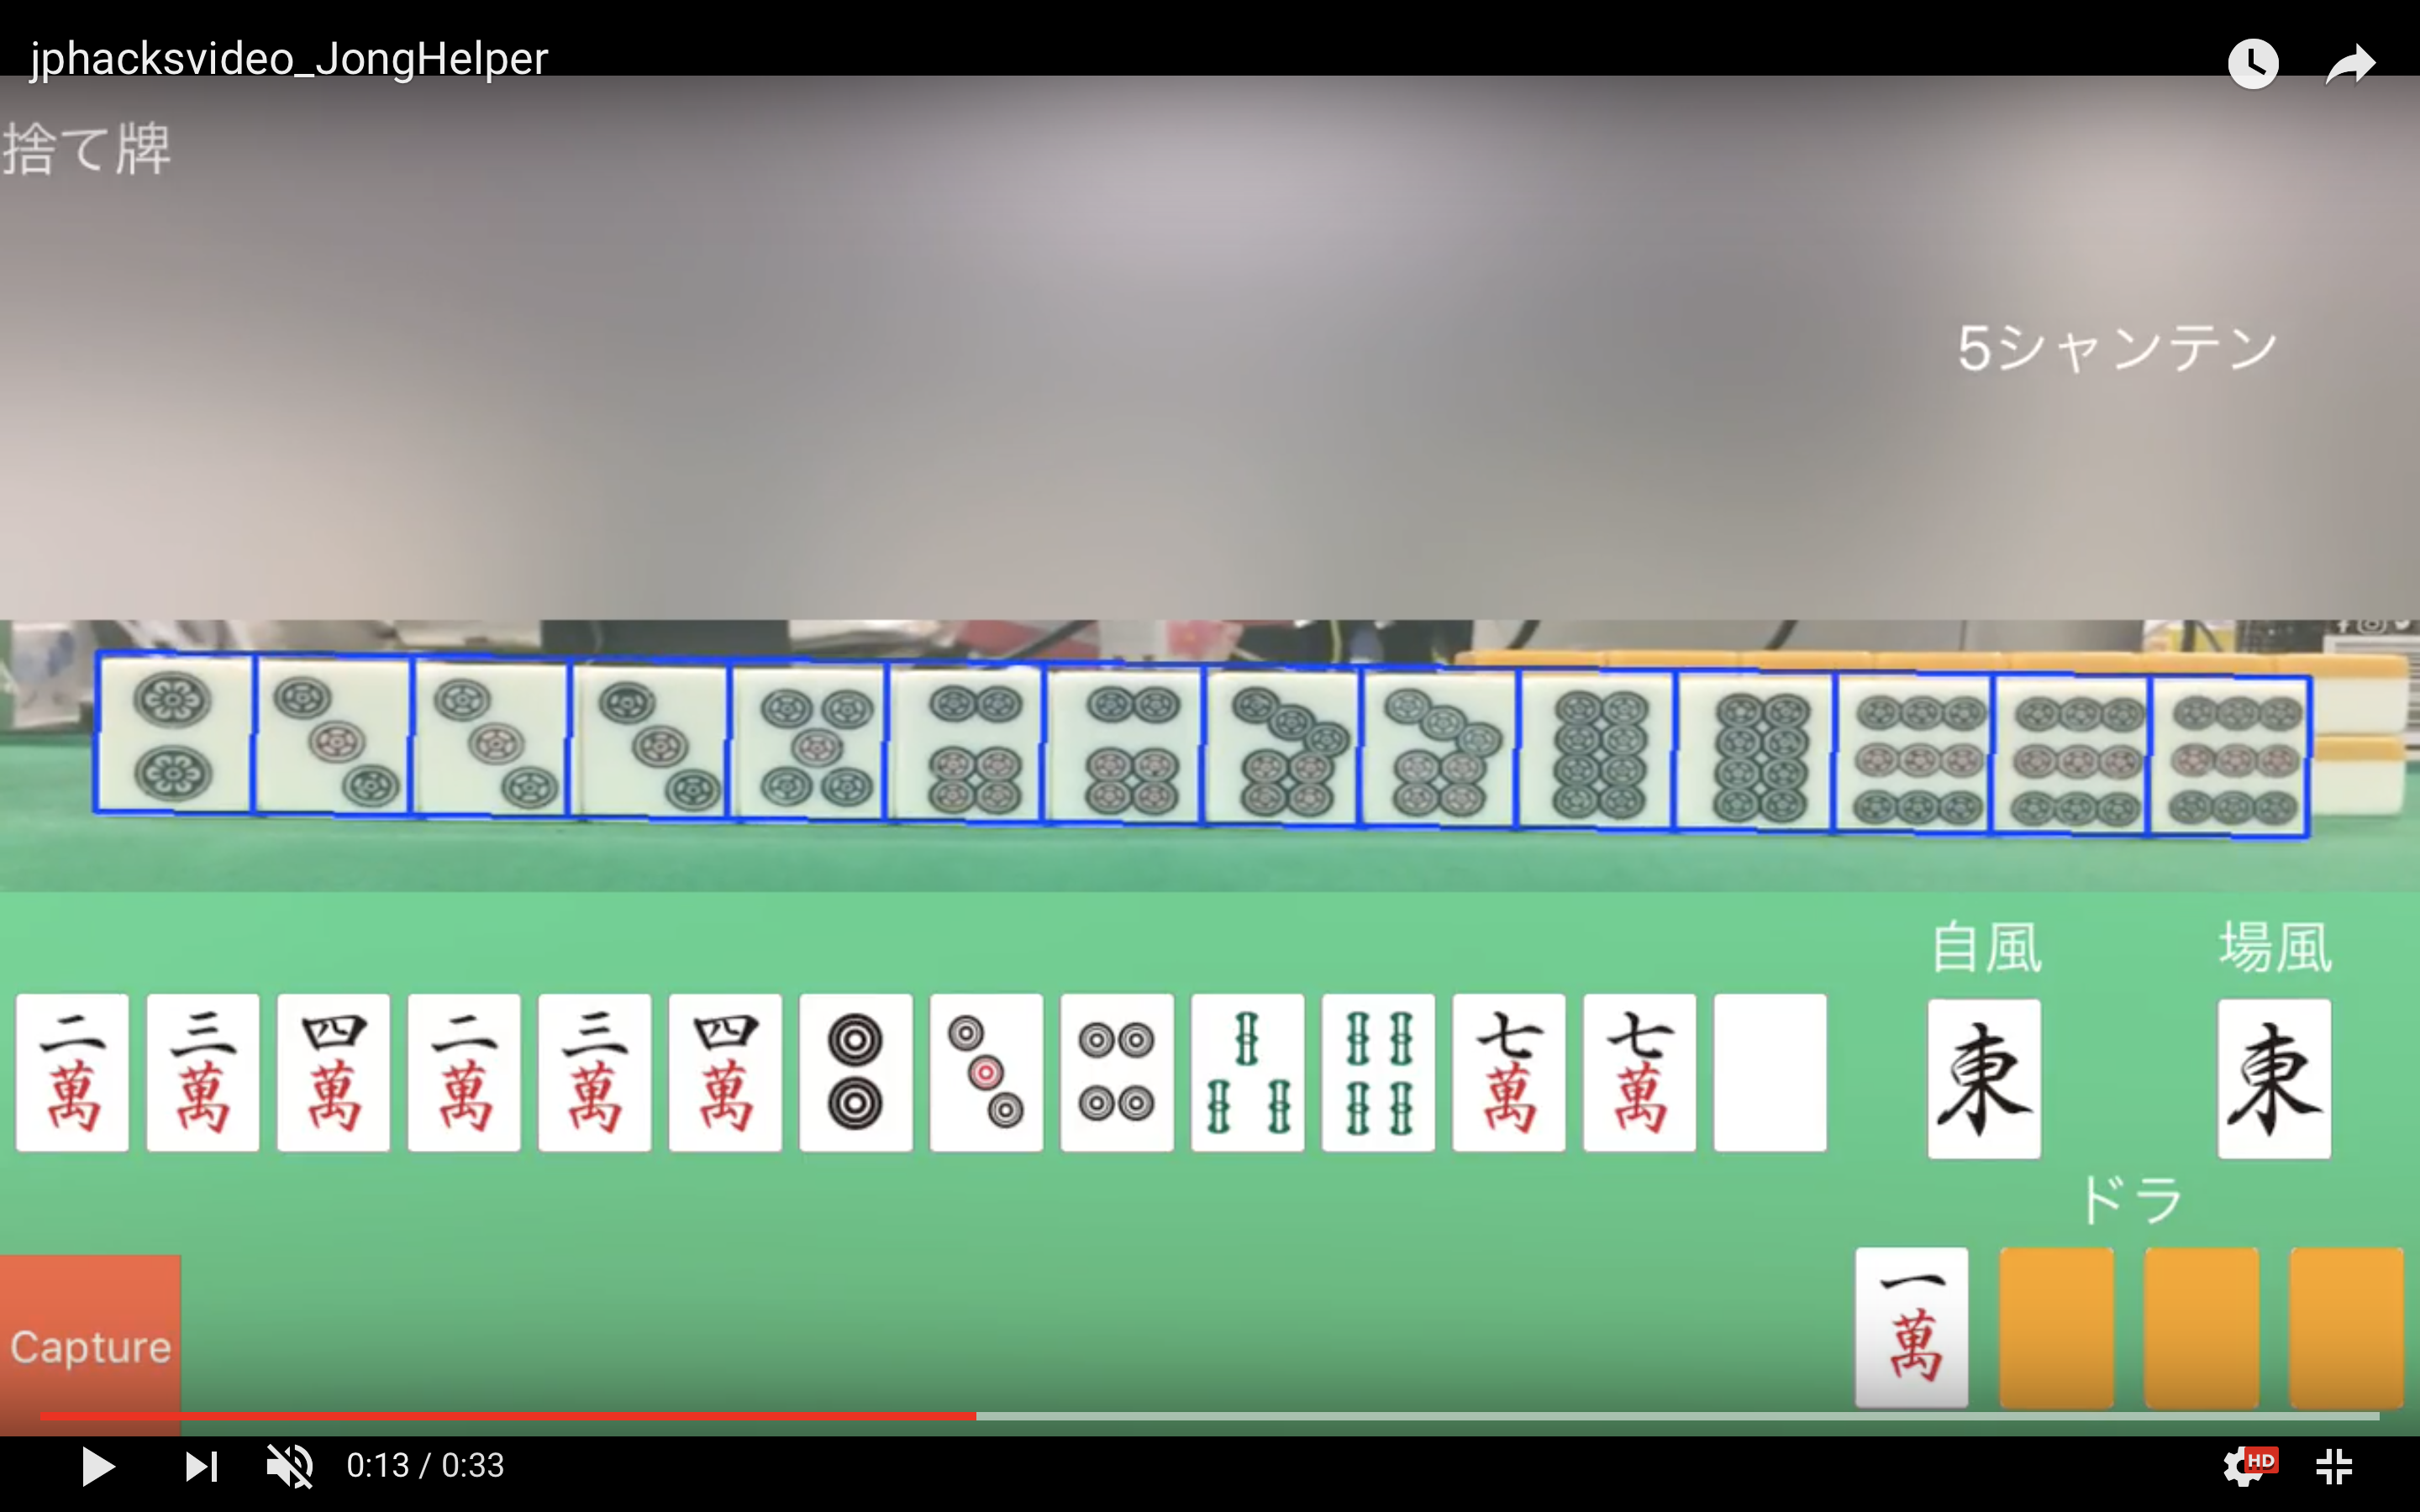 jphacksvideo_JongHelper
捨て牌
5シャンテン
自風 場風
二萬 三萬 四萬 二萬 三萬 四萬 七萬 七萬 東 東
ドラ
一萬
Capture
0:13 / 0:33 HD